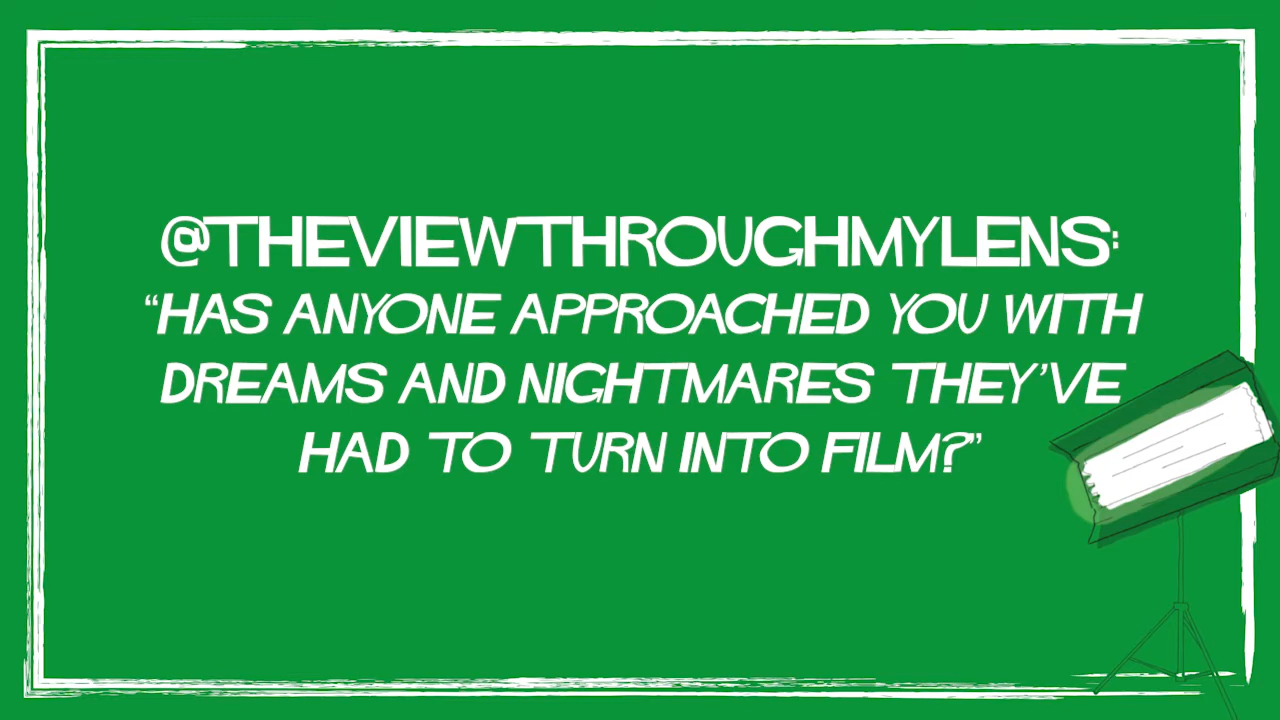 @THEVIEWTHROUGHMYLENS:
“HAS ANYONE APPROACHED YOU WITH
DREAMS AND NIGHTMARES THEY’VE
HAD TO TURN INTO FILM?”